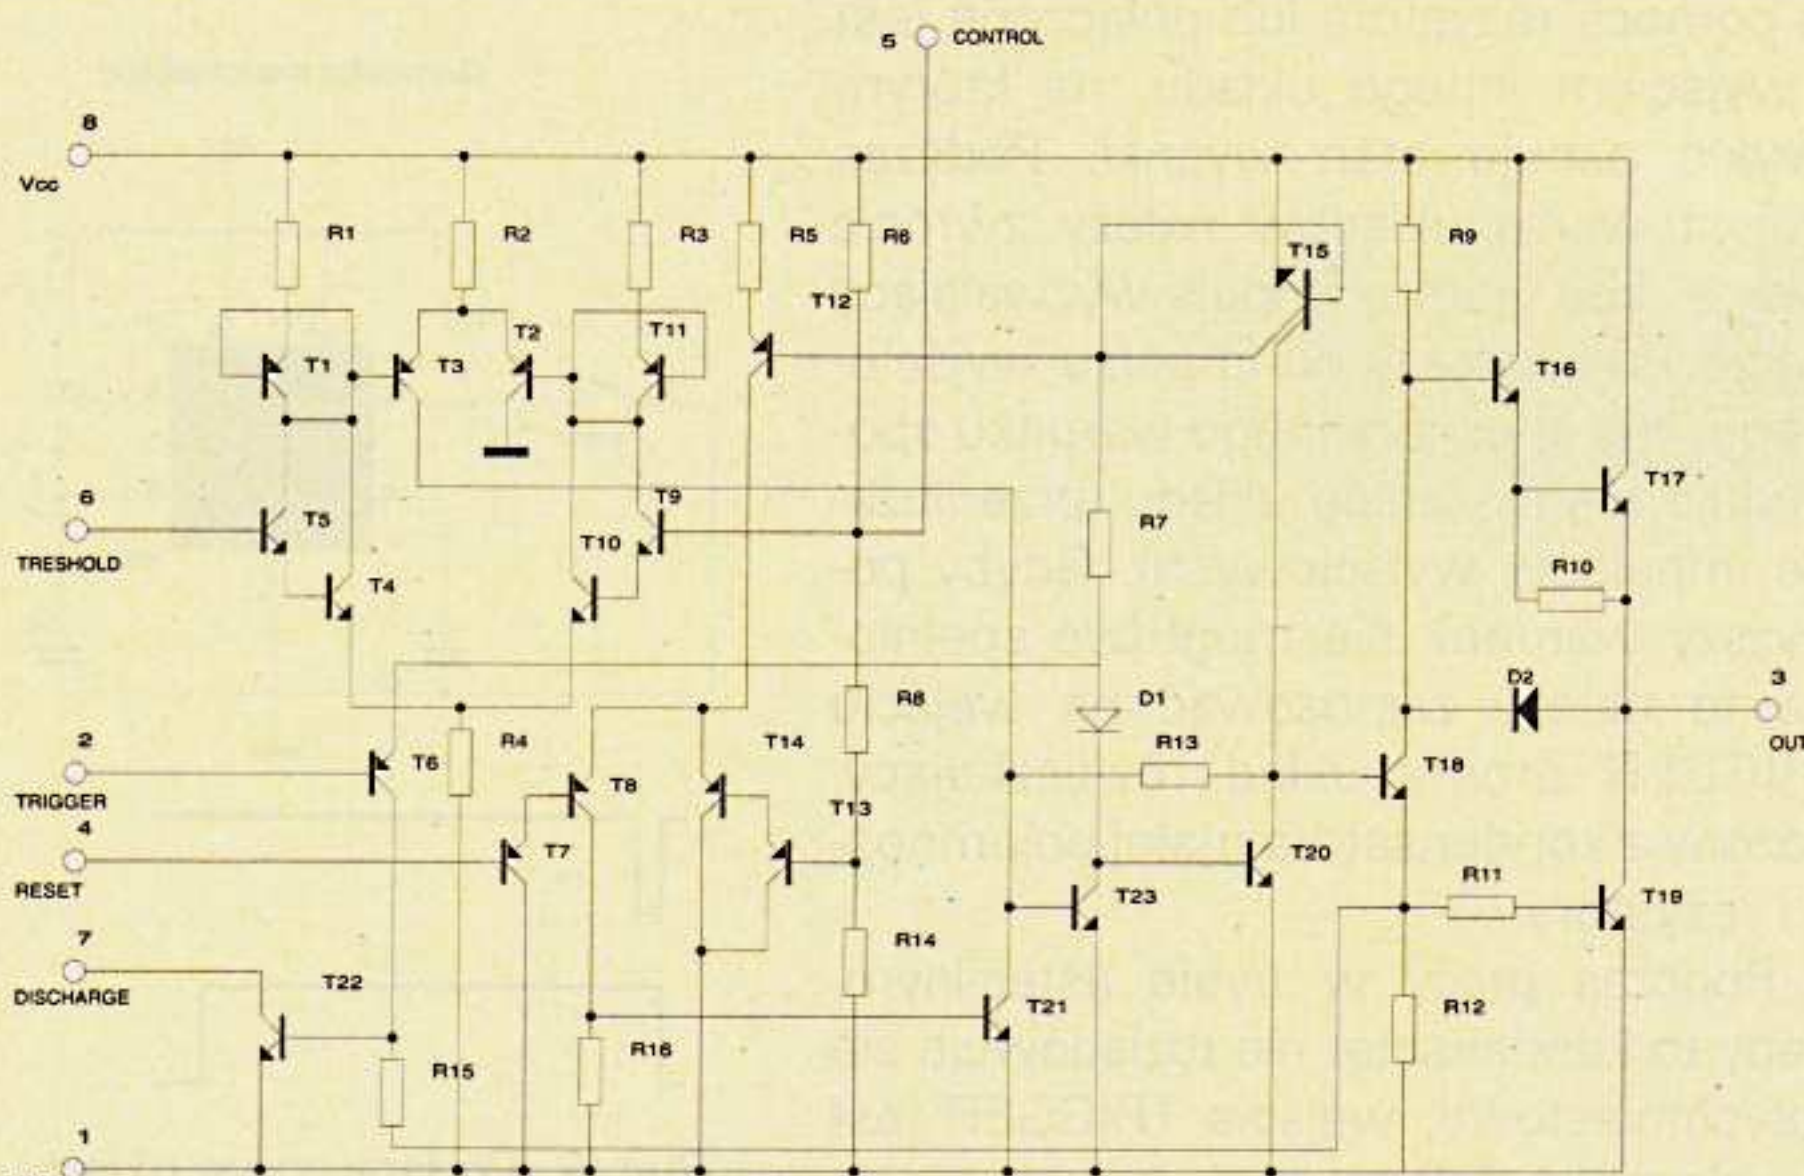 5 CONTROL
8
Vcc
R1 R2 R3 R5 R6 R9
T15
T12
T1 T3 T2 T11 T16
T17
6
TRESHOLD
T5 T9
T10
T4
R7
R10
D1
D2
3
OUT
R8
2
TRIGGER
T6 R4 T14 R13 T18
4
RESET
T7 T8 T13
T20
R11
T23 T19
7
DISCHARGE
T22 R14
T21 R12
R15 R16
1